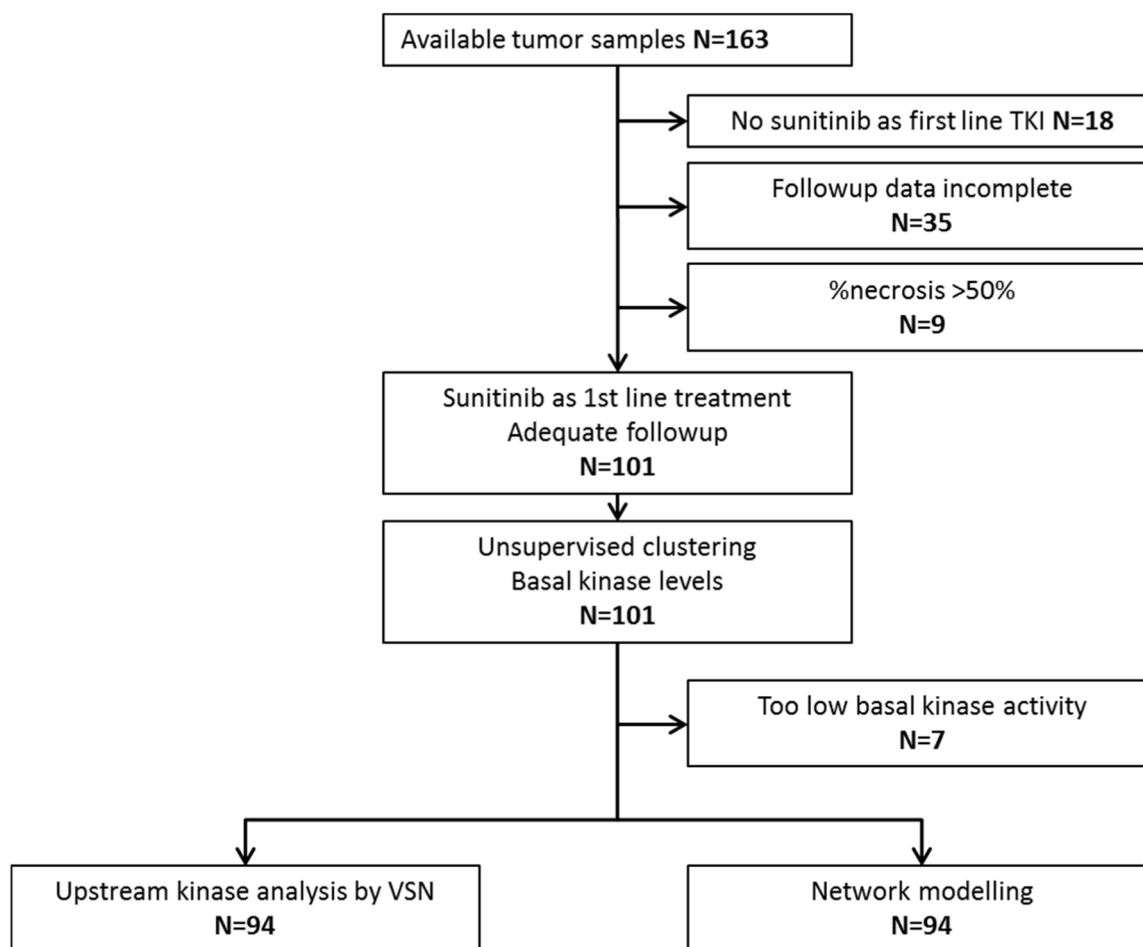 Available tumor samples N=163
No sunitinib as first line TKI N=18
Followup data incomplete
N=35
%necrosis >50%
N=9
Sunitinib as 1st line treatment
Adequate followup
N=101
Unsupervised clustering
Basal kinase levels
N=101
Too low basal kinase activity
N=7
Upstream kinase analysis by VSN
N=94
Network modelling
N=94